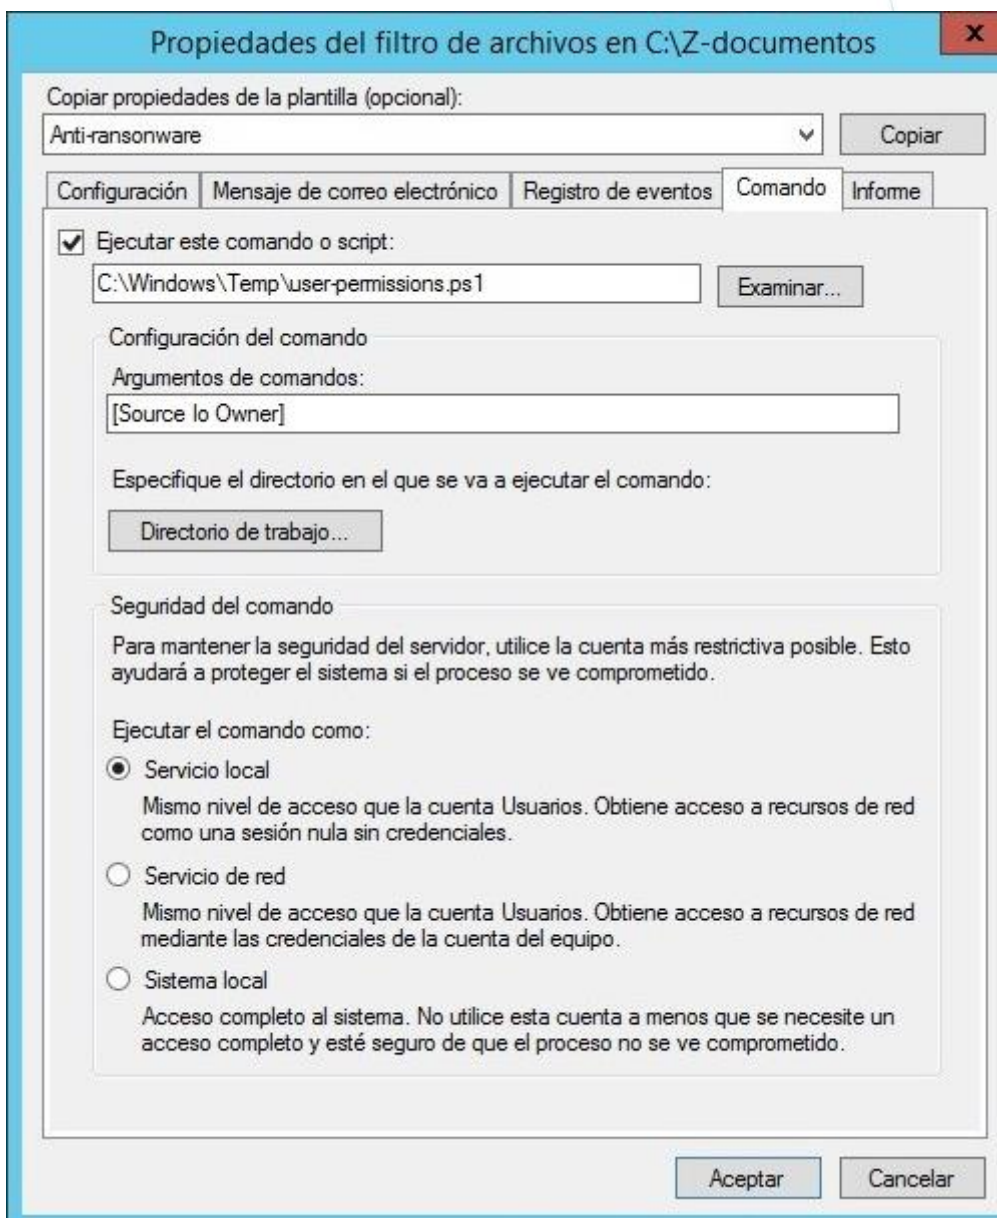 Propiedades del filtro de archivos en C:\Z-documentos
x
Copiar propiedades de la plantilla (opcional):
Anti-ransonware
Copiar
Configuración
Mensaje de correo electrónico
Registro de eventos
Comando
Informe
Ejecutar este comando o script:
C:\Windows\Temp\user-permissions.ps1
Examinar...
Configuración del comando
Argumentos de comandos:
[Source Io Owner]
Especifique el directorio en el que se va a ejecutar el comando:
Directorio de trabajo...
Seguridad del comando
Para mantener la seguridad del servidor, utilice la cuenta más restrictiva posible. Esto
ayudará a proteger el sistema si el proceso se ve comprometido.
Ejecutar el comando como:
Servicio local
Mismo nivel de acceso que la cuenta Usuarios. Obtiene acceso a recursos de red
como una sesión nula sin credenciales.
Servicio de red
Mismo nivel de acceso que la cuenta Usuarios. Obtiene acceso a recursos de red
mediante las credenciales de la cuenta del equipo.
Sistema local
Acceso completo al sistema. No utilice esta cuenta a menos que se necesite un
acceso completo y esté seguro de que el proceso no se ve comprometido.
Aceptar
Cancelar